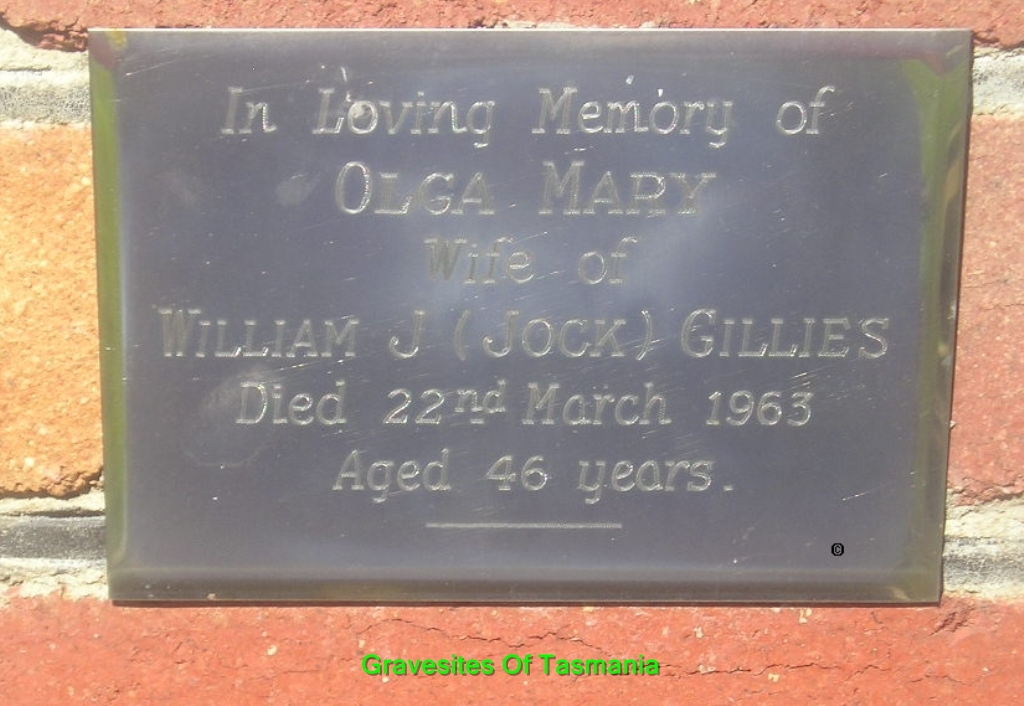 In Loving Memory of
OLGA MARY
Wife of
WILLIAM J (JOCK) GILLIES
Died 22nd March 1963
Aged 46 years.
©
Gravesites Of Tasmania